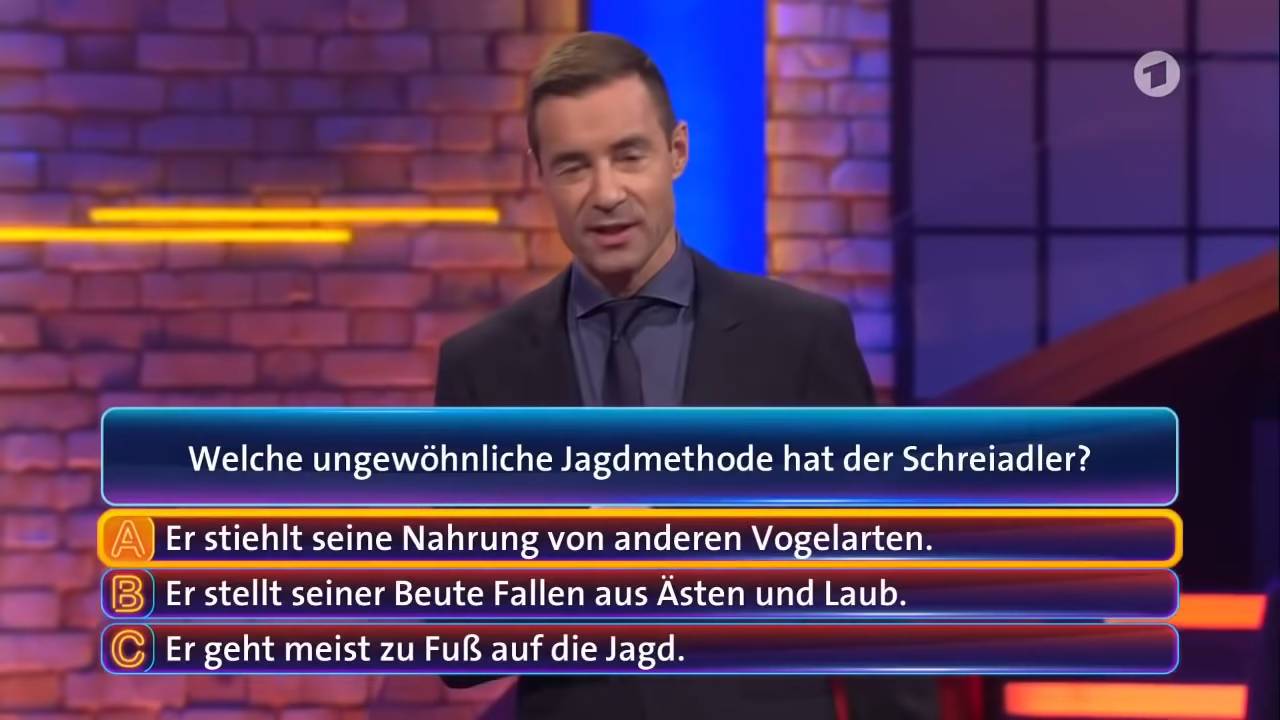 1
Welche ungewöhnliche Jagdmethode hat der Schreiadler?
A Er stiehlt seine Nahrung von anderen Vogelarten.
B Er stellt seiner Beute Fallen aus Ästen und Laub.
C Er geht meist zu Fuß auf die Jagd.